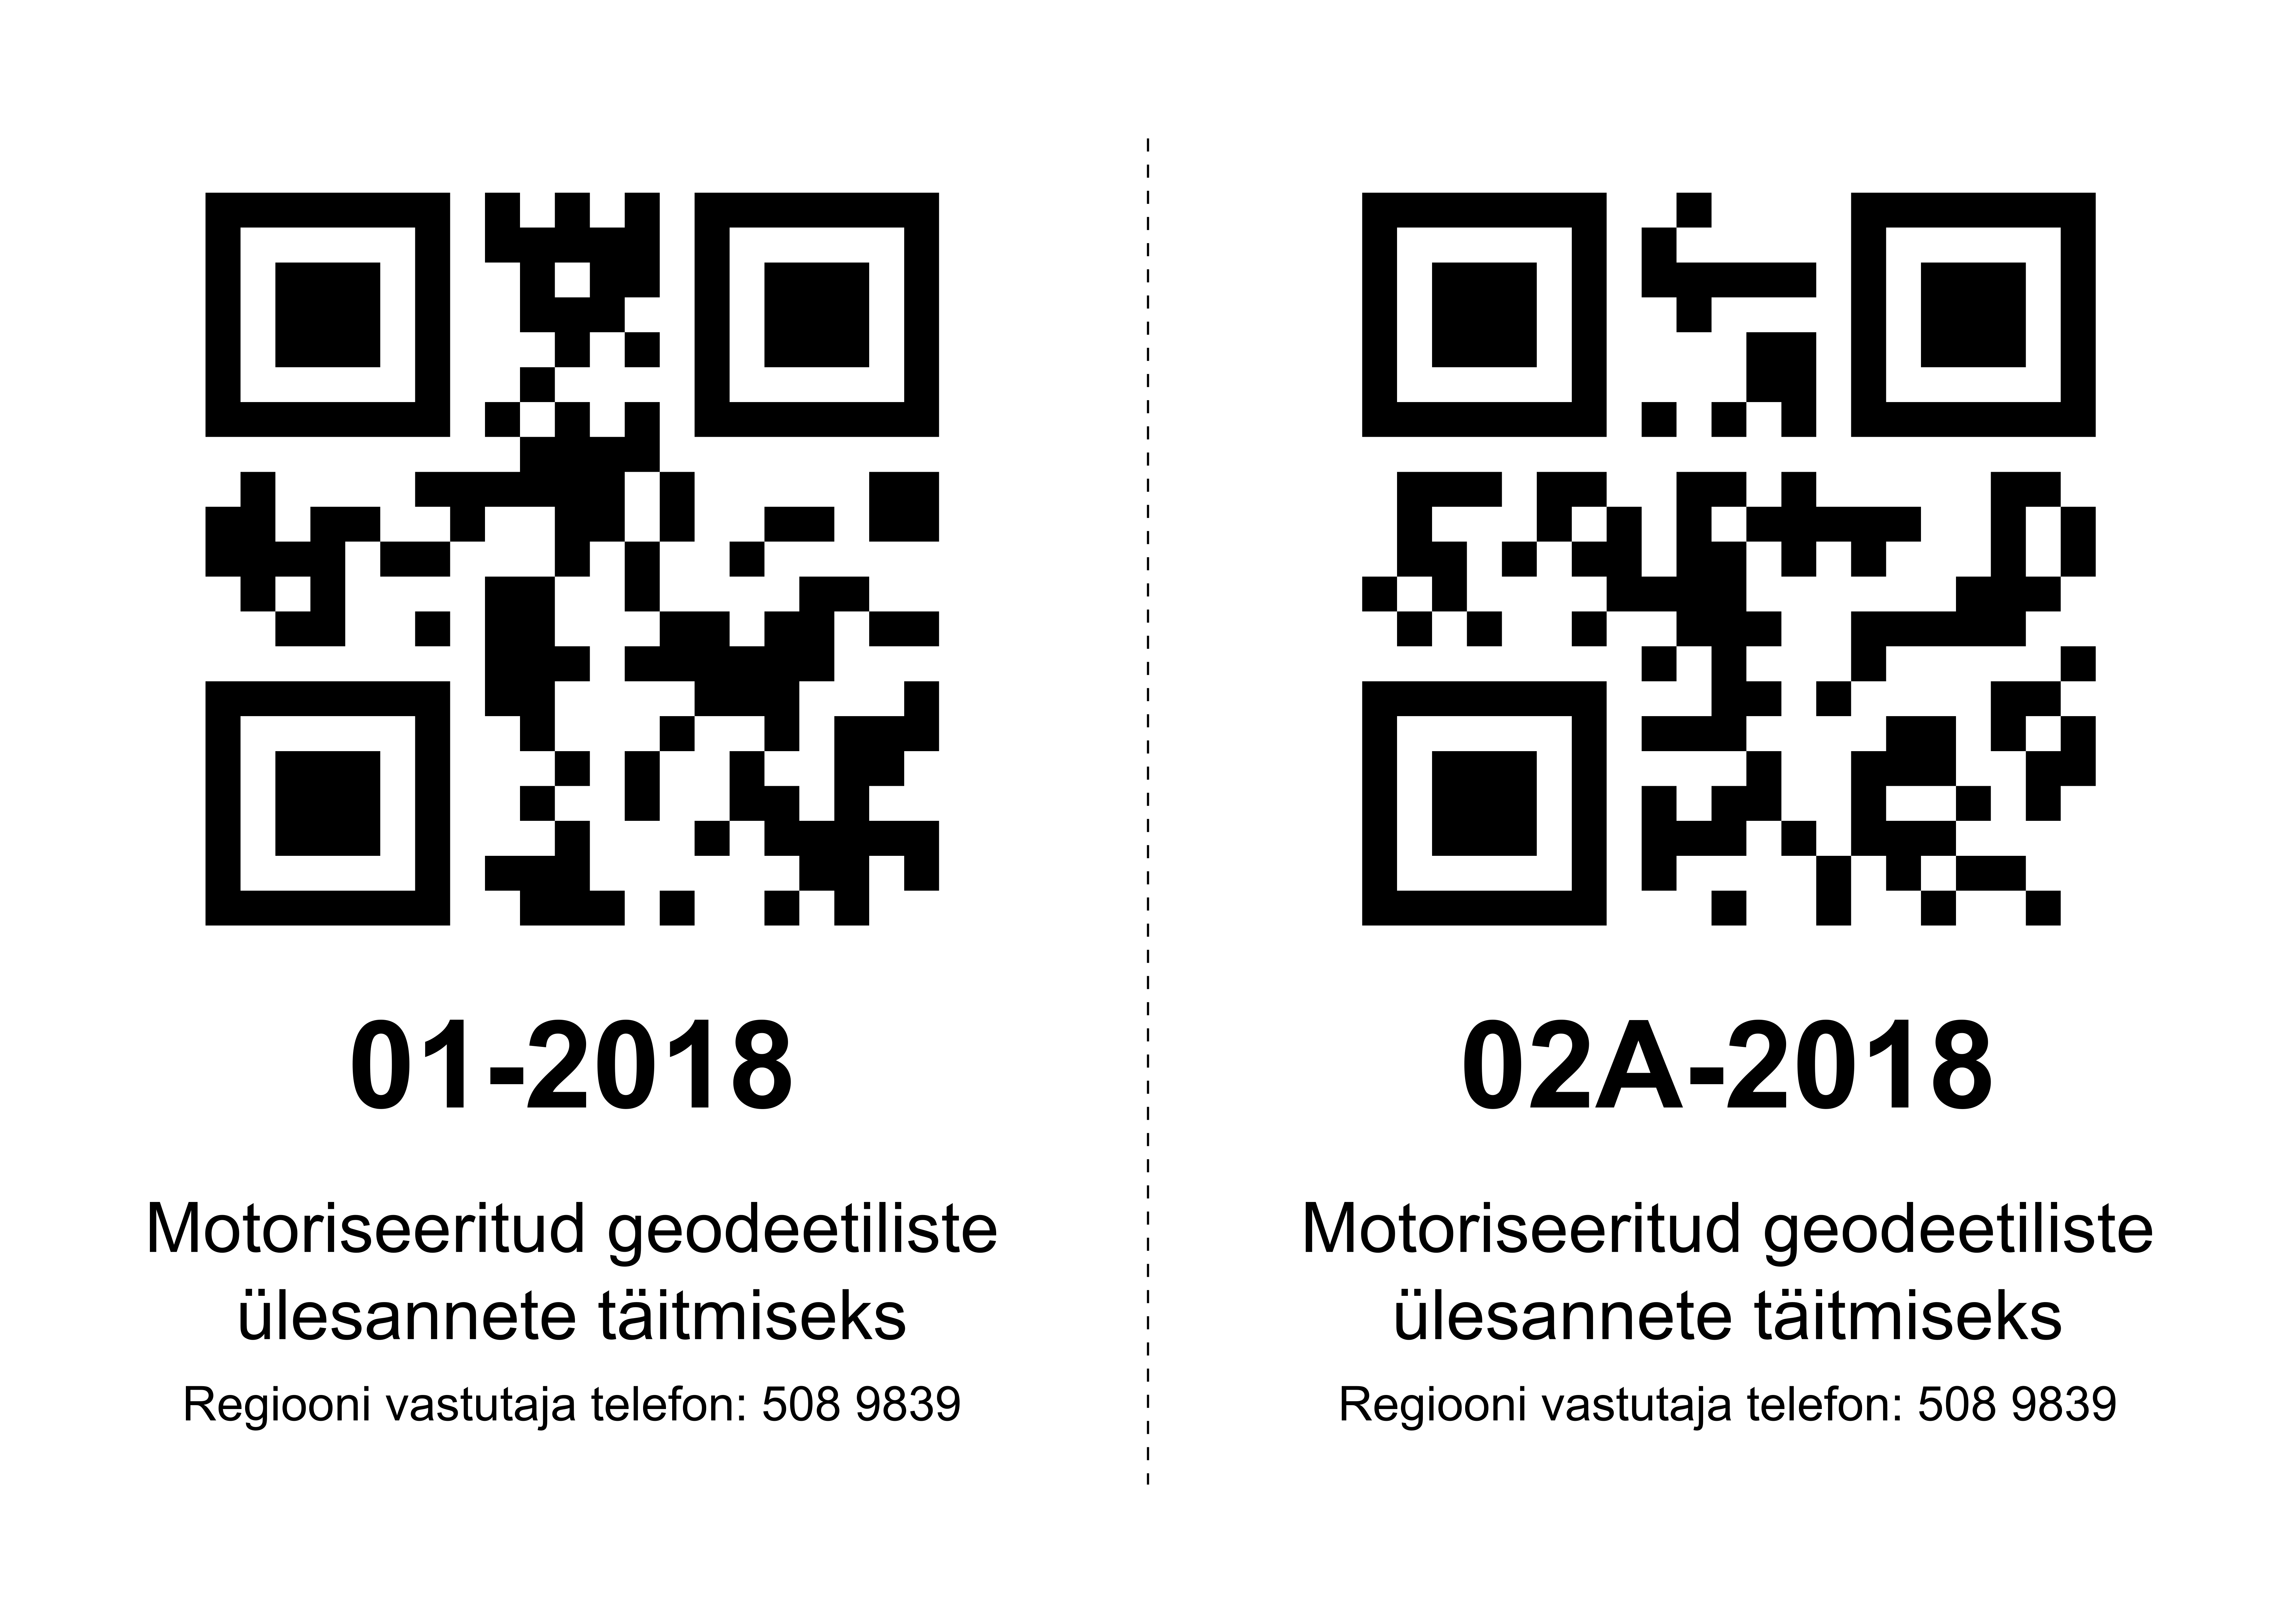 01-2018
Motoriseeritud geodeetiliste
ülesannete täitmiseks
Regiooni vastutaja telefon: 508 9839
02A-2018
Motoriseeritud geodeetiliste
ülesannete täitmiseks
Regiooni vastutaja telefon: 508 9839